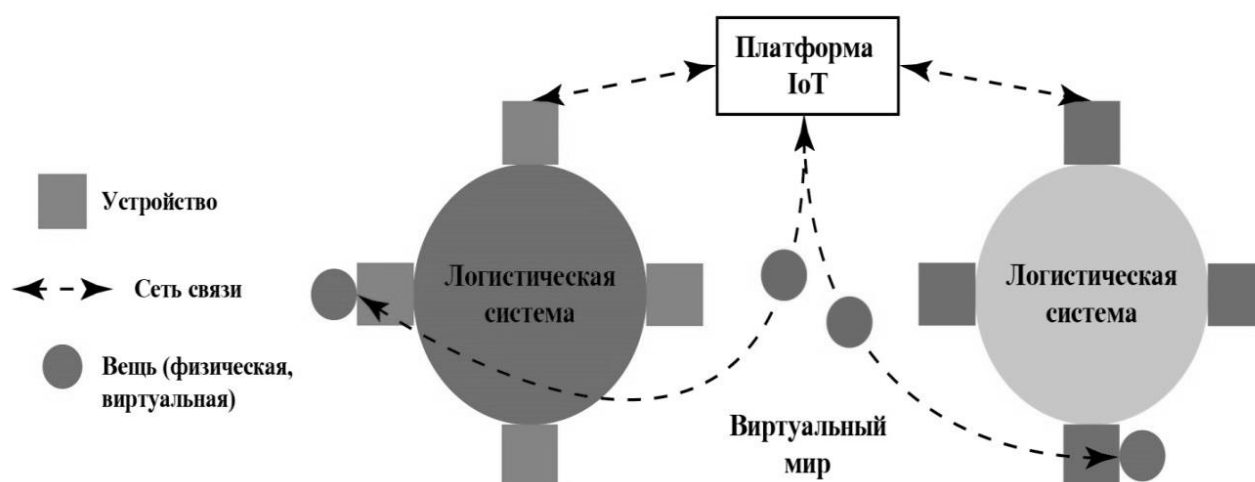 Платформа
IoT
Устройство
Сеть связи
Вещь (физическая,
виртуальная)
Логистическая
система
Логистическая
система
Виртуальный
мир